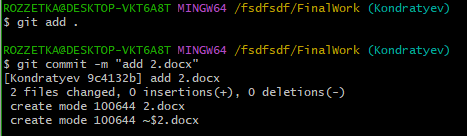 ROZZETKA@DESKTOP-VKT6A8T MINGW64 /fsdfsdf/FinalWork (Kondratyev)
$ git add .
ROZZETKA@DESKTOP-VKT6A8T MINGW64 /fsdfsdf/FinalWork (Kondratyev)
$ git commit -m "add 2.docx"
[Kondratyev 9c4132b] add 2.docx
 2 files changed, 0 insertions(+), 0 deletions(-)
 create mode 100644 2.docx
 create mode 100644 ~$2.docx